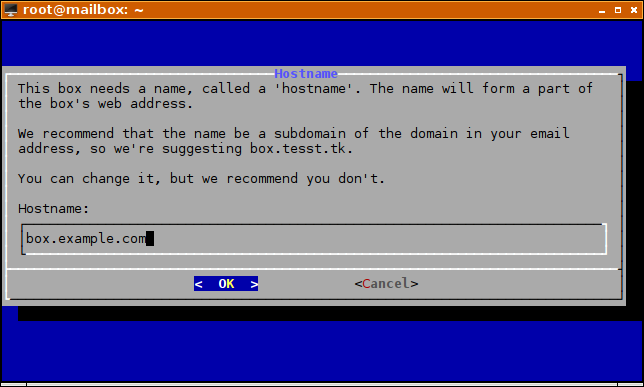 root@mailbox: ~
Hostname
This box needs a name, called a 'hostname'. The name will form a part of
the box's web address.
We recommend that the name be a subdomain of the domain in your email
address, so we're suggesting box.tesst.tk.
You can change it, but we recommend you don't.
Hostname:
box.example.com
<  OK  > <Cancel>